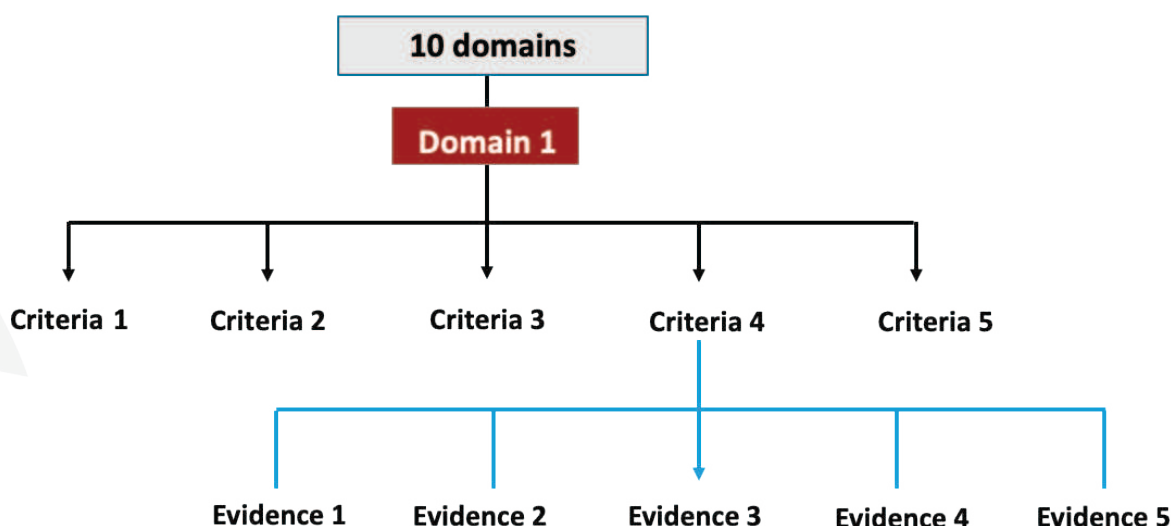 10 domains
Domain 1
Criteria 1 Criteria 2 Criteria 3 Criteria 4 Criteria 5
Evidence 1 Evidence 2 Evidence 3 Evidence 4 Evidence 5